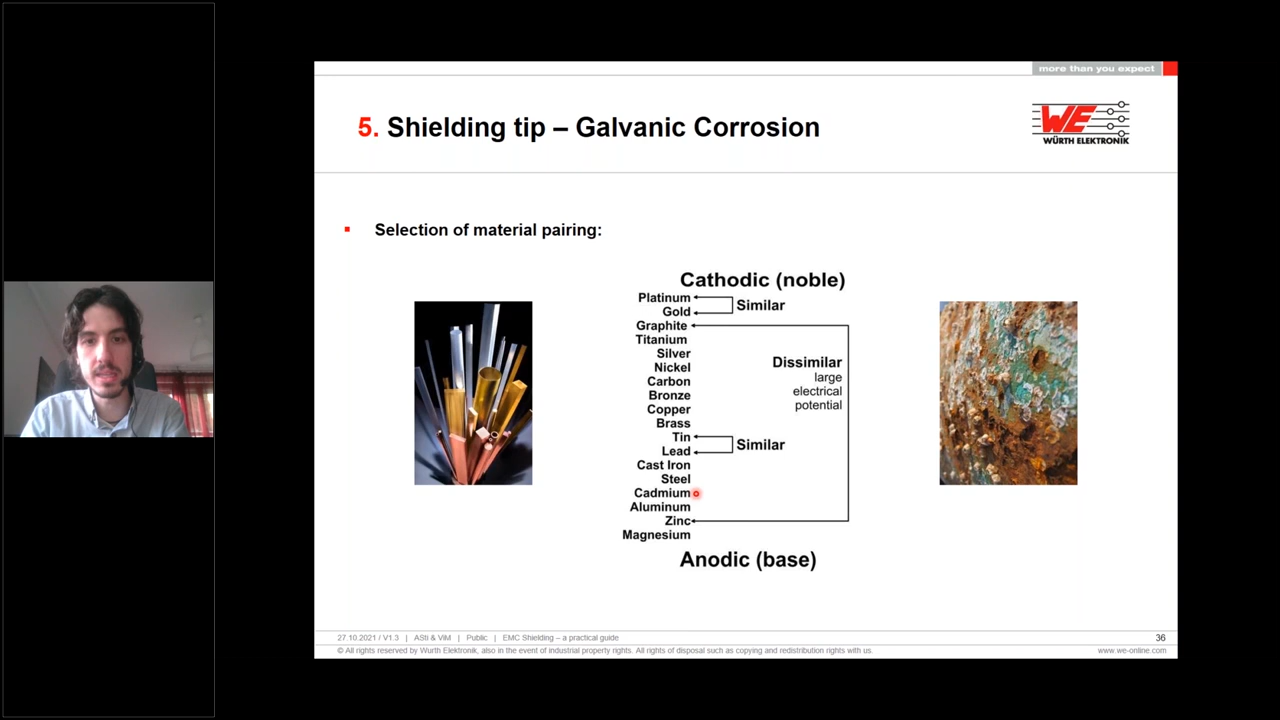 more than you expect
5. Shielding tip – Galvanic Corrosion
WE
WÜRTH ELEKTRONIK
Selection of material pairing:
Cathodic (noble)
Platinum
Similar
Gold
Graphite
Titanium
Silver
Nickel
Dissimilar
large
electrical
potential
Carbon
Bronze
Copper
Brass
Tin
Similar
Lead
Cast Iron
Steel
Cadmium
Aluminum
Zinc
Magnesium
Anodic (base)
27.10.2021 / V1.3 | ASti & ViM | Public | EMC Shielding – a practical guide
36
© All rights reserved by Wurth Elektronik, also in the event of industrial property rights. All rights of disposal such as copying and redistribution rights with us.
www.we-online.com